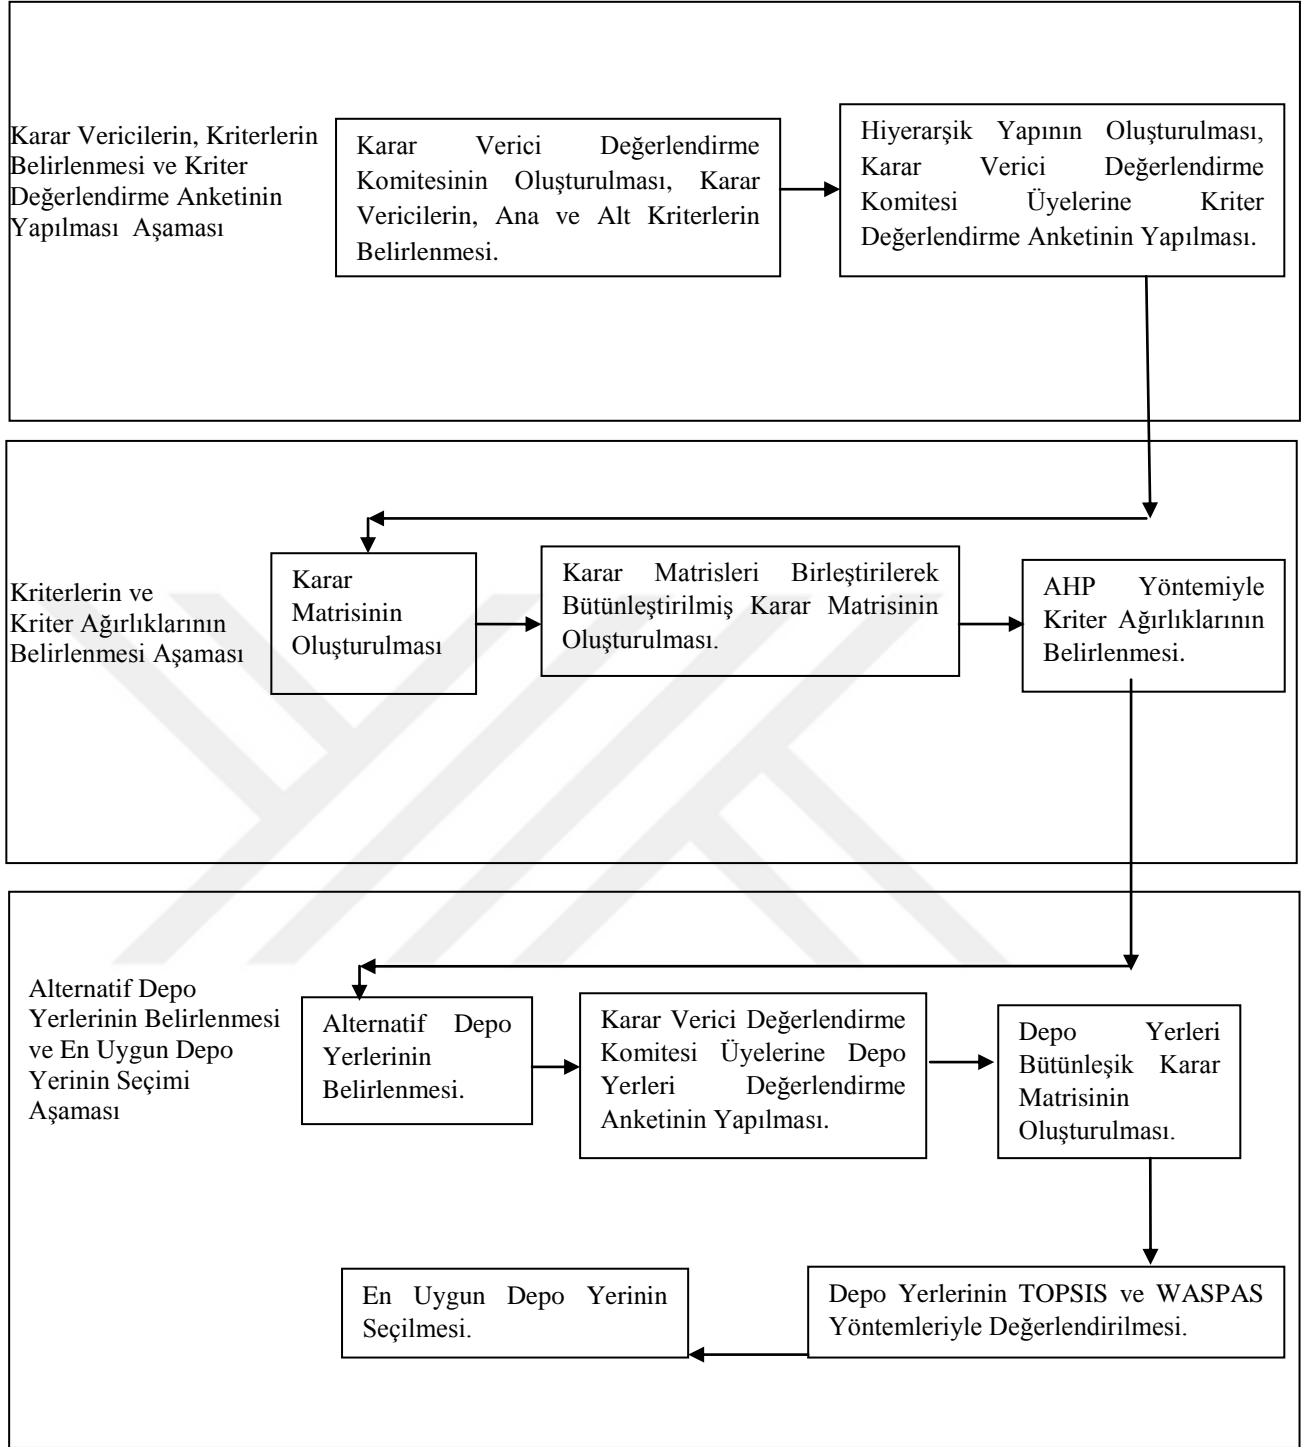 Karar Vericilerin, Kriterlerin
Belirlenmesi ve Kriter
Değerlendirme Anketinin
Yapılması Aşaması
Karar Verici Değerlendirme
Komitesinin Oluşturulması, Karar
Vericilerin, Ana ve Alt Kriterlerin
Belirlenmesi.
Hiyerarşik Yapının Oluşturulması,
Karar Verici Değerlendirme
Komitesi Üyelerine Kriter
Değerlendirme Anketinin Yapılması.
Kriterlerin ve
Kriter Ağırlıklarının
Belirlenmesi Aşaması
Karar
Matrisinin
Oluşturulması
Karar Matrisleri Birleştirilerek
Bütünleştirilmiş Karar Matrisinin
Oluşturulması.
AHP Yöntemiyle
Kriter Ağırlıklarının
Belirlenmesi.
Alternatif Depo
Yerlerinin Belirlenmesi
ve En Uygun Depo
Yerinin Seçimi
Aşaması
Alternatif Depo
Yerlerinin
Belirlenmesi.
Karar Verici Değerlendirme
Komitesi Üyelerine Depo
Yerleri Değerlendirme
Anketinin Yapılması.
Depo Yerleri
Bütünleşik Karar
Matrisinin
Oluşturulması.
En Uygun Depo Yerinin
Seçilmesi.
Depo Yerlerinin TOPSIS ve WASPAS
Yöntemleriyle Değerlendirilmesi.